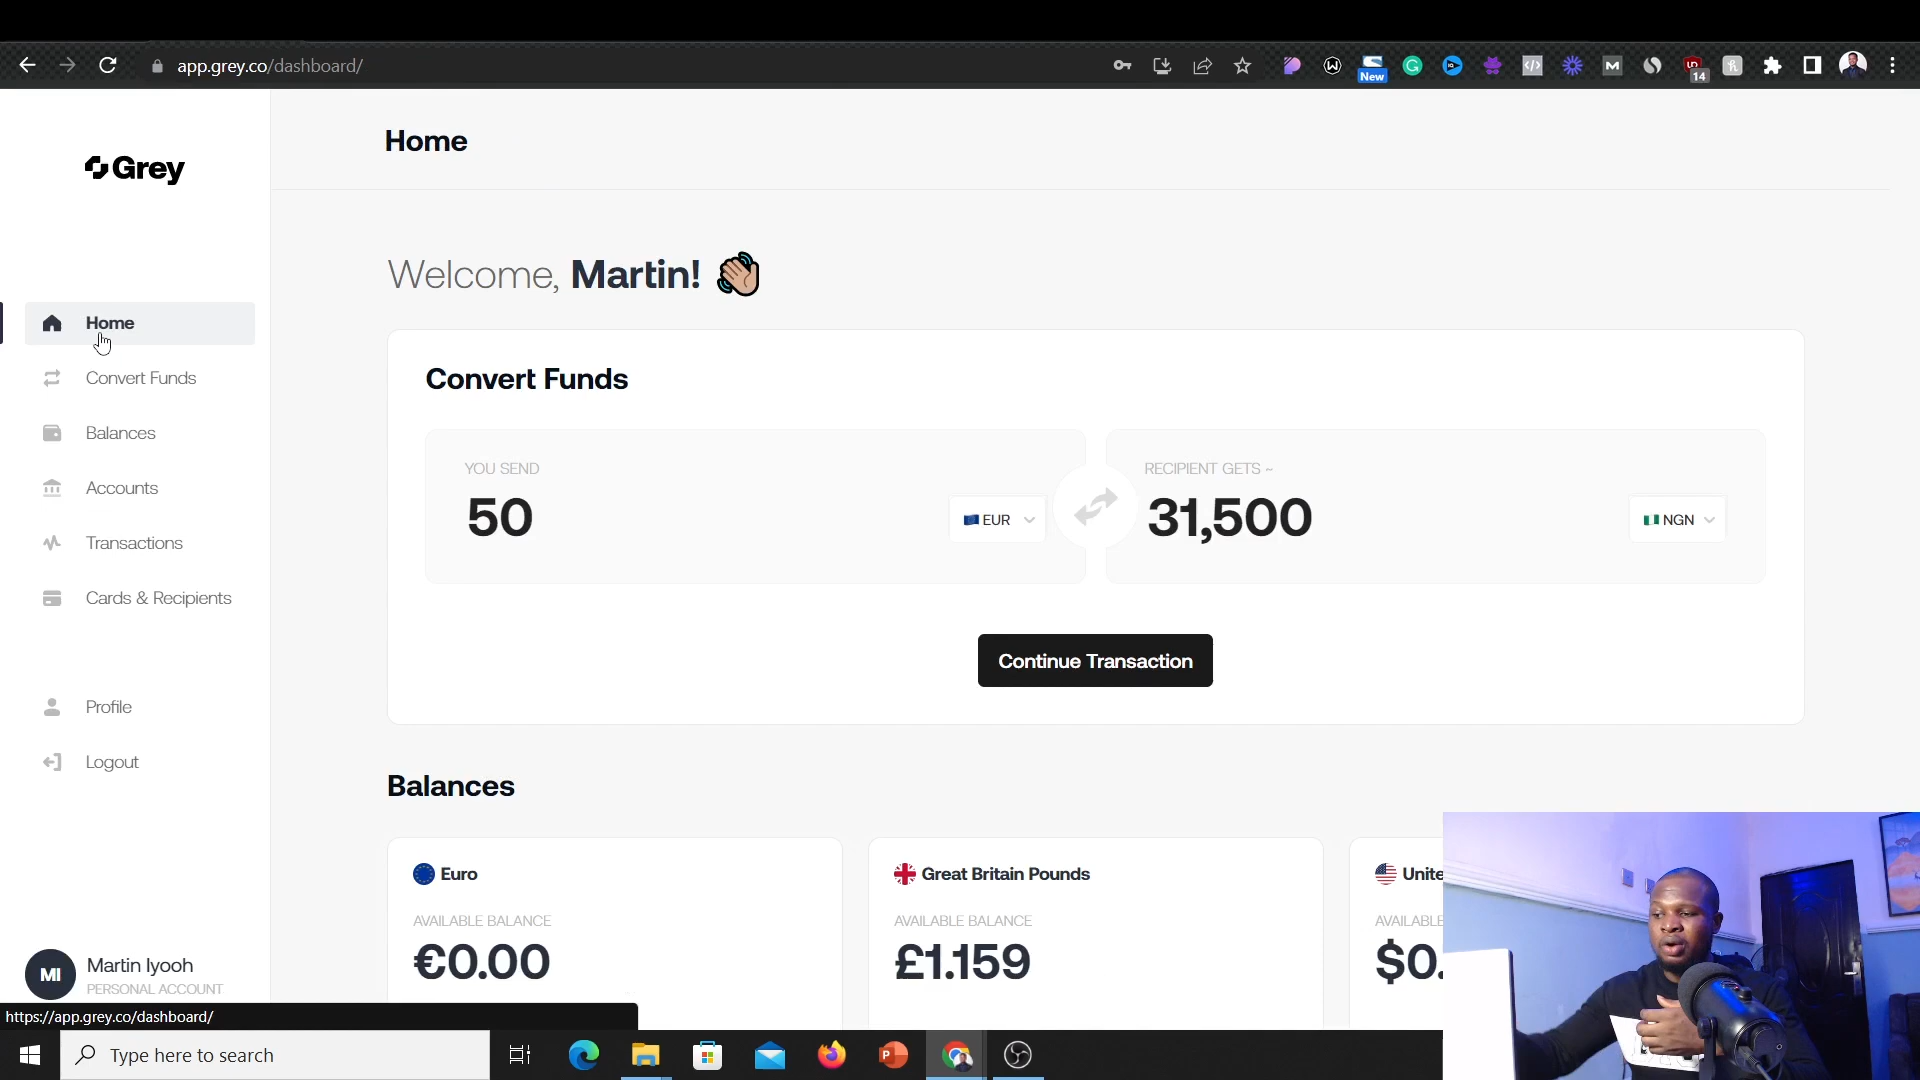 app.grey.co/dashboard/
New
14
Grey
Home
Welcome, Martin!
Home
Convert Funds
Balances
Accounts
Transactions
Cards & Recipients
Profile
Logout
Convert Funds
YOU SEND
50
EUR
RECIPIENT GETS ~
31,500
NGN
Continue Transaction
Balances
Euro
AVAILABLE BALANCE
€0.00
Great Britain Pounds
AVAILABLE BALANCE
£1.159
Unite
AVAILABLE
$0.
MI
Martin Iyooh
PERSONAL ACCOUNT
https://app.grey.co/dashboard/
Type here to search